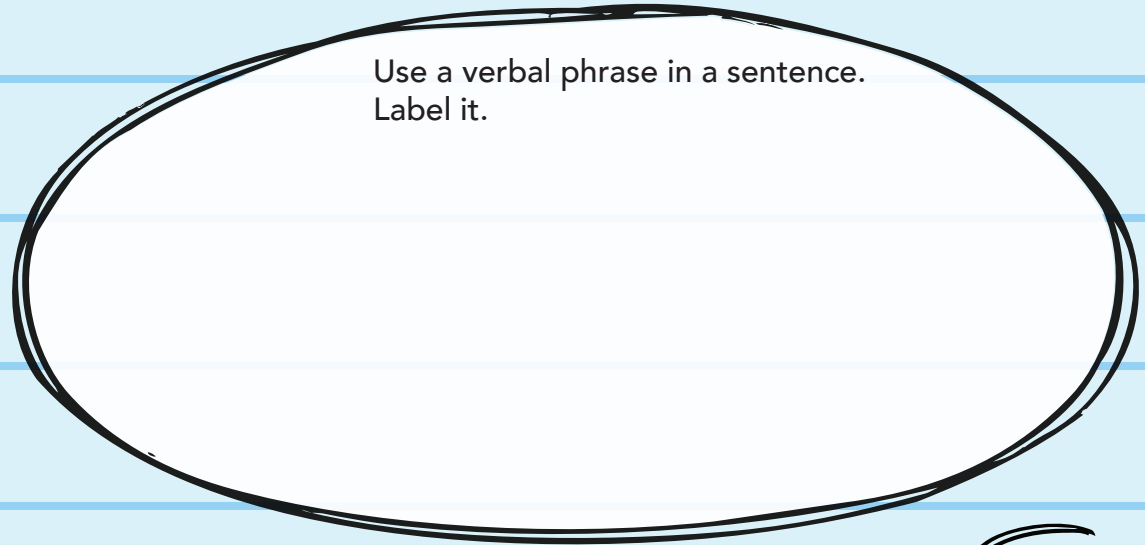 Use a verbal phrase in a sentence.
Label it.